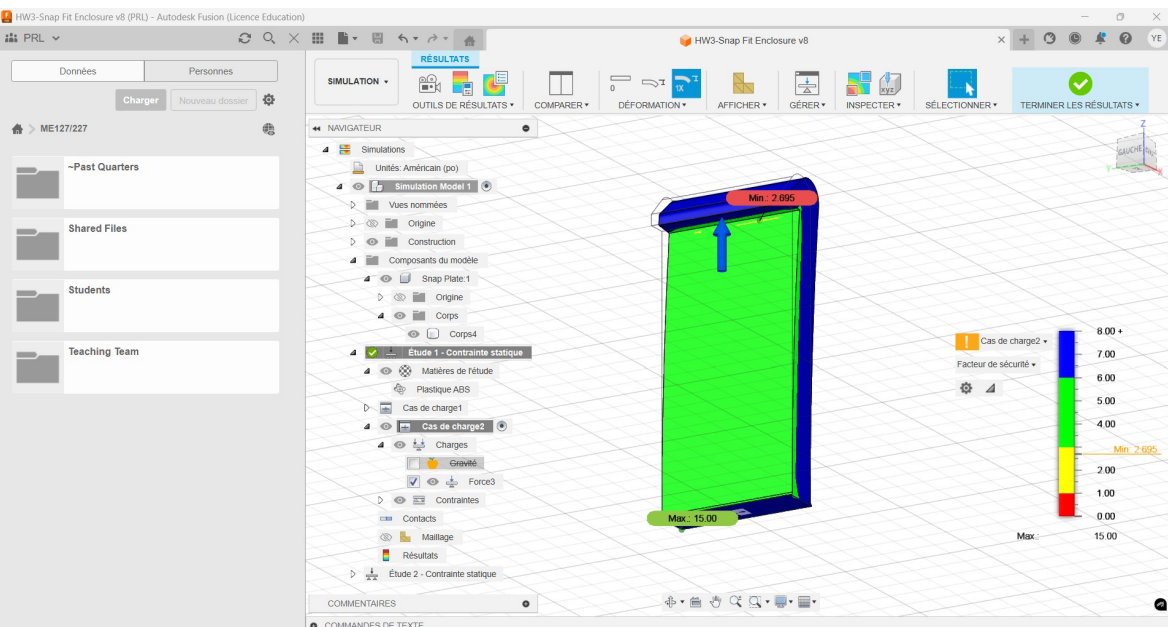 HW3-Snap Fit Enclosure v8 (PRL) - Autodesk Fusion (Licence Education)
PRL
HW3-Snap Fit Enclosure v8
YE
Données
Personnes
Charger
Nouveau dossier
ME127/227
~Past Quarters
Shared Files
Students
Teaching Team
RÉSULTATS
SIMULATION
OUTILS DE RÉSULTATS
COMPARER
DÉFORMATION
AFFICHER
GÉRER
INSPECTER
SÉLECTIONNER
TERMINER LES RÉSULTATS
NAVIGATEUR
Simulations
Unités: Américain (po)
Simulation Model 1
Vues nommées
Origine
Construction
Composants du modèle
Snap Plate:1
Origine
Corps
Corps4
Étude 1 - Contrainte statique
Matières de l'étude
Plastique ABS
Cas de charge1
Cas de charge2
Charges
Gravité
Force3
Contraintes
Contacts
Maillage
Résultats
Étude 2 - Contrainte statique
COMMENTAIRES
COMMANDES DE TEXTE
Min.: 2.695
Max.: 15.00
Z
GAUCHE
Y
X
Cas de charge2
Facteur de sécurité
8.00 +
7.00
6.00
5.00
4.00
Min: 2.695
2.00
1.00
0.00
Max.: 15.00